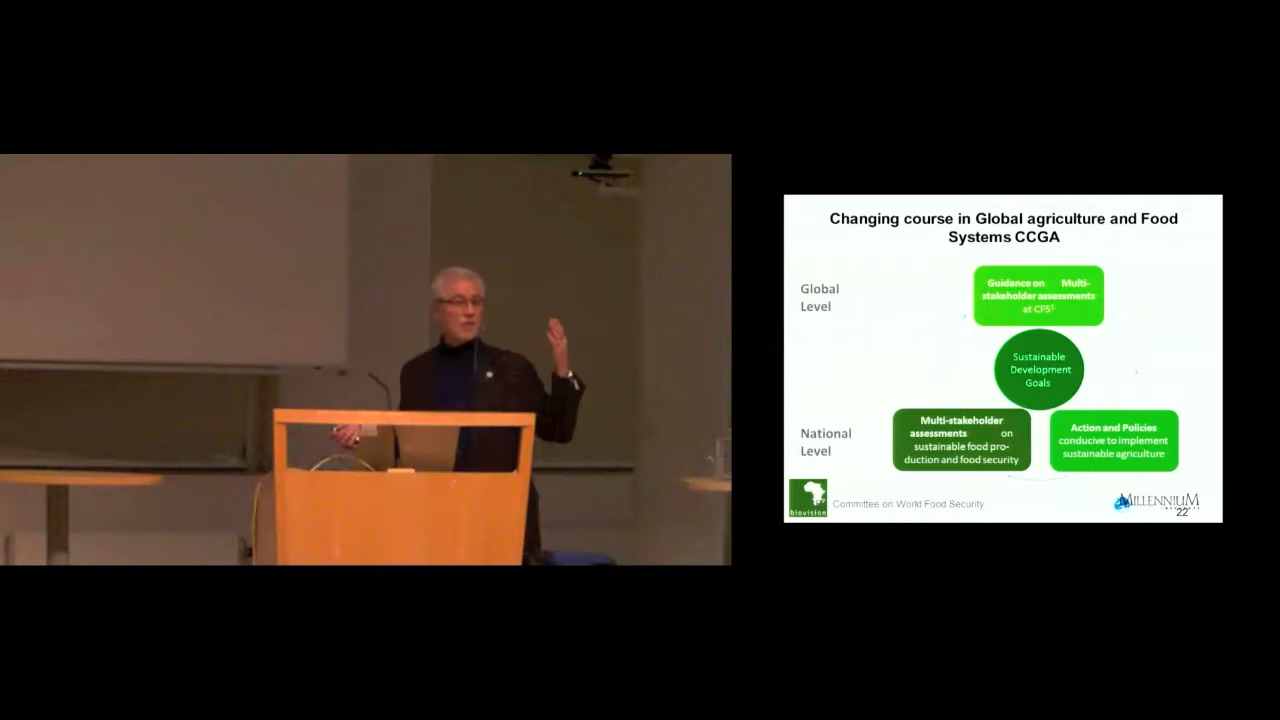 Changing course in Global agriculture and Food
Systems CCGA
Global
Level
Guidance on Multi-
stakeholder assessments
at CFS¹
Sustainable
Development
Goals
National
Level
Multi-stakeholder
assessments on
sustainable food pro-
duction and food security
Action and Policies
conducive to implement
sustainable agriculture
biovision
Committee on World Food Security
MILLENNIUM
22